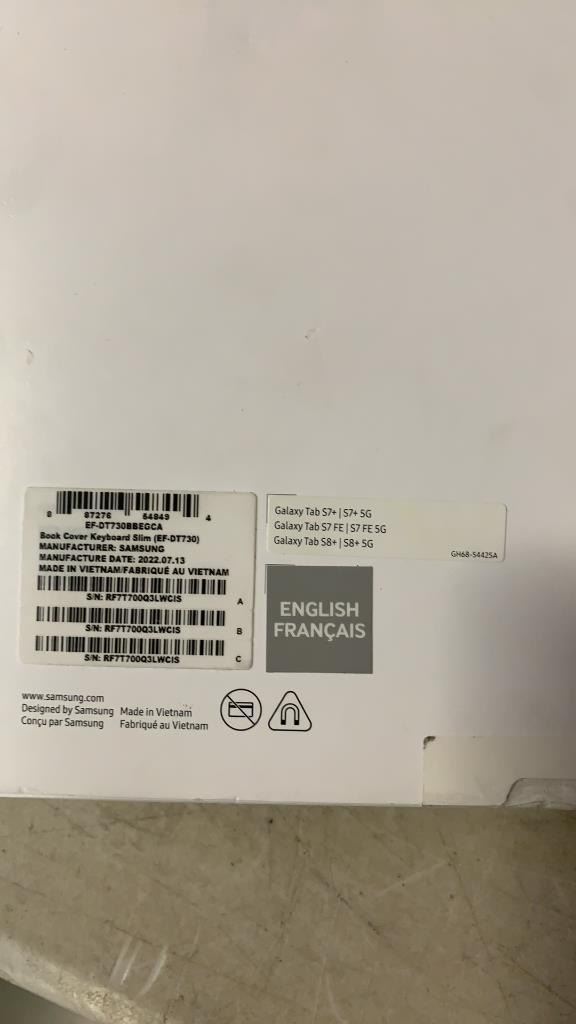 8 87276 54849 4
EF-DT730BBEGCA
Book Cover Keyboard Slim (EF-DT730)
MANUFACTURER: SAMSUNG
MANUFACTURE DATE: 2022.07.13
MADE IN VIETNAM/FABRIQUÉ AU VIETNAM
S/N: RF7T700Q3LWCIS
A
S/N: RF7T700Q3LWCIS
B
S/N: RF7T700Q3LWCIS
C
Galaxy Tab S7+ | S7+ 5G
Galaxy Tab S7 FE | S7 FE 5G
Galaxy Tab S8+ | S8+ 5G
GH68-54425A
ENGLISH
FRANÇAIS
www.samsung.com
Designed by Samsung Made in Vietnam
Conçu par Samsung Fabriqué au Vietnam